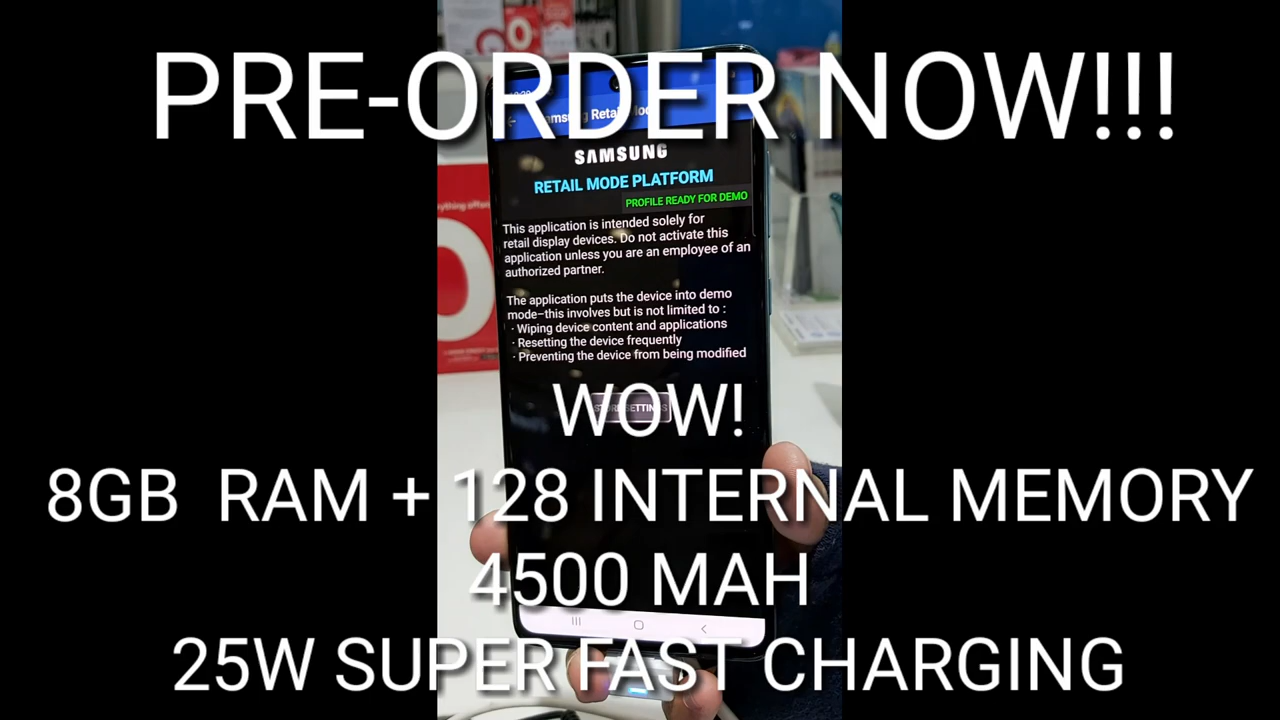 PRE-ORDER NOW!!!
SAMSUNG
RETAIL MODE PLATFORM
PROFILE READY FOR DEMO
This application is intended solely for
retail display devices. Do not activate this
application unless you are an employee of an
authorized partner.
The application puts the device into demo
mode–this involves but is not limited to :
· Wiping device content and applications
· Resetting the device frequently
· Preventing the device from being modified
WOW!
8GB  RAM + 128 INTERNAL MEMORY
4500 MAH
25W SUPER FAST CHARGING